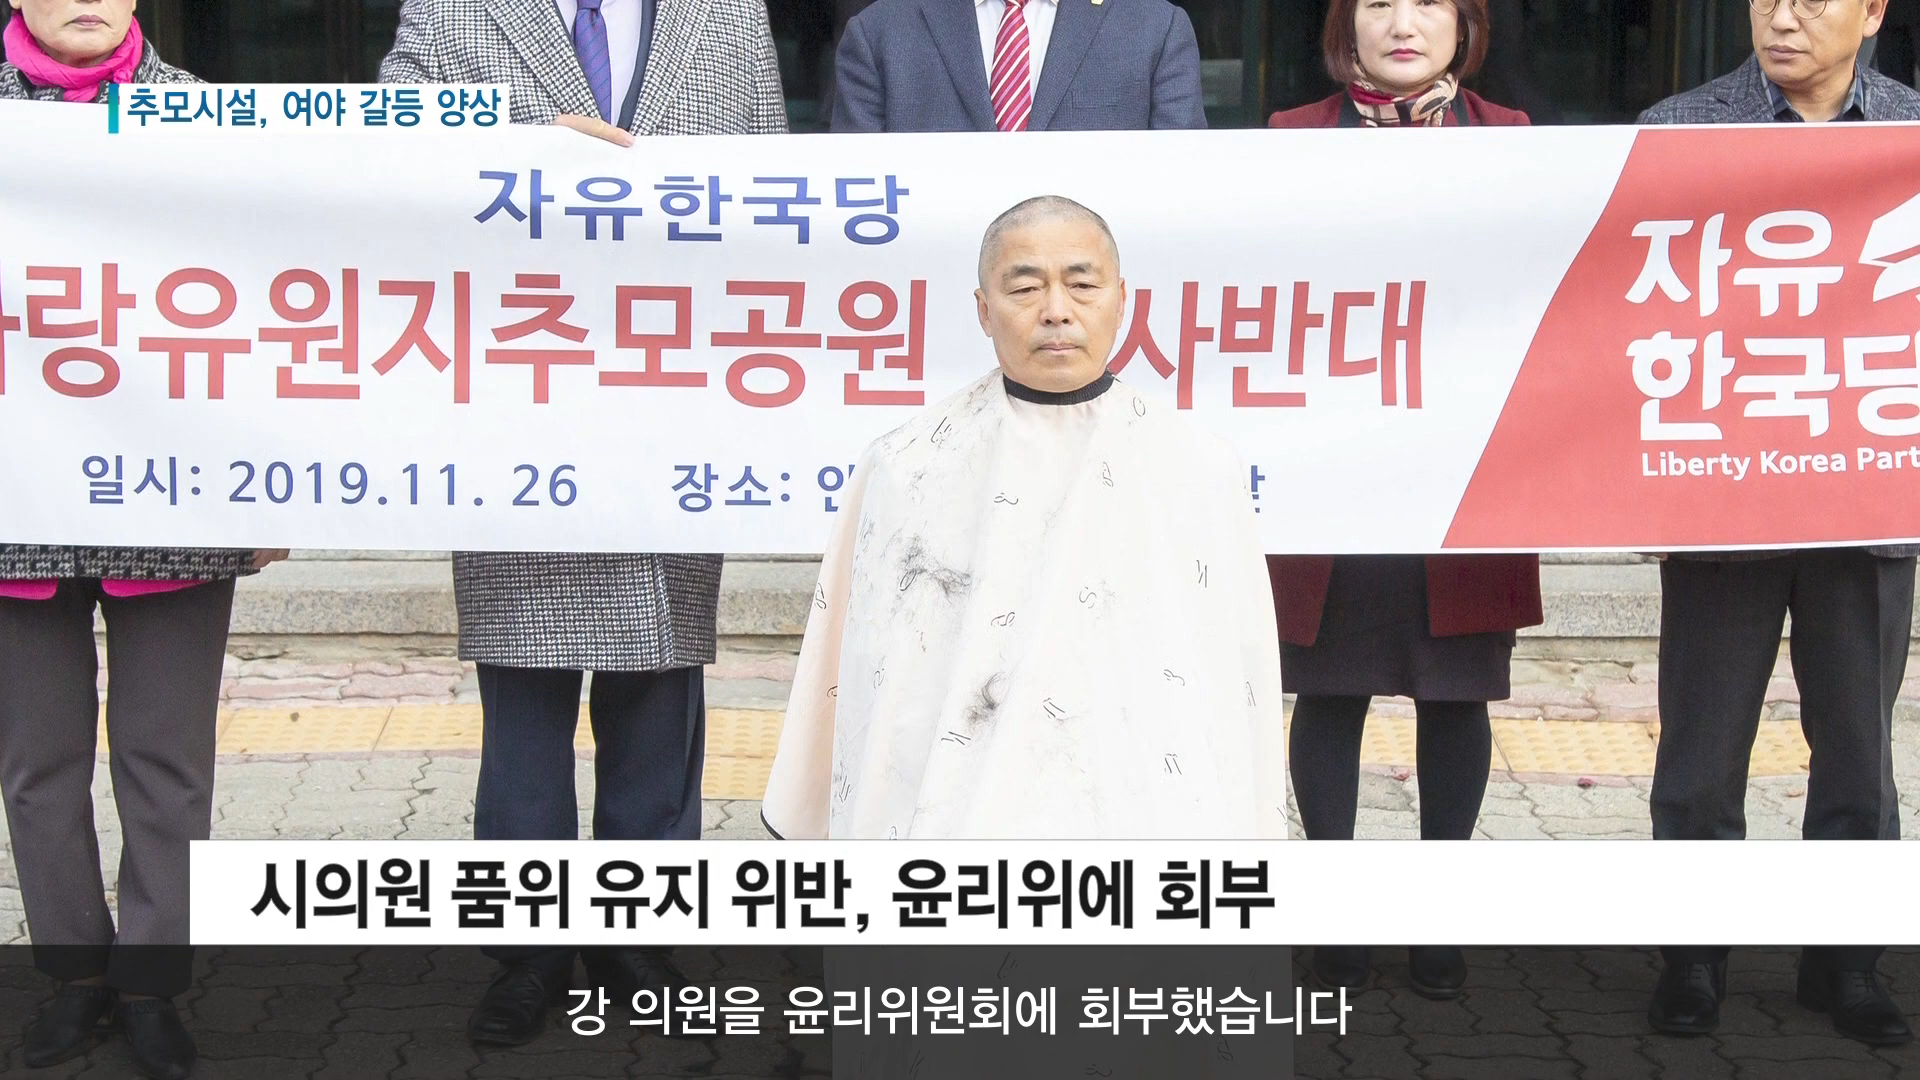 추모시설, 여야 갈등 양상
자유한국당
랑유원지추모공원 사반대
일시: 2019.11. 26 장소: 안
자유
한국당
Liberty Korea Part
시의원 품위 유지 위반, 윤리위에 회부
강 의원을 윤리위원회에 회부했습니다